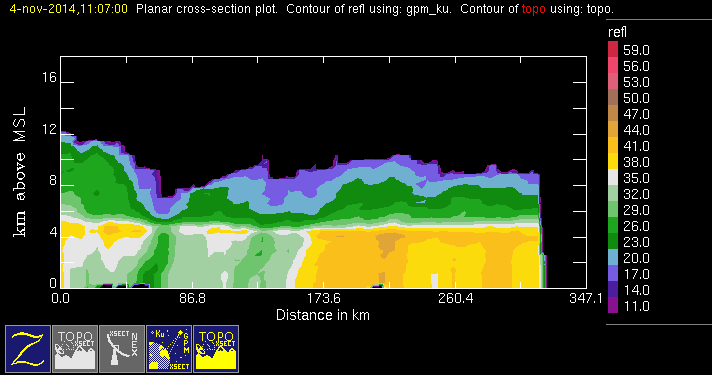 4-nov-2014,11:07:00 Planar cross-section plot. Contour of refl using: gpm_ku. Contour of topo using: topo.
refl
59.0
56.0
53.0
50.0
47.0
44.0
41.0
38.0
35.0
32.0
29.0
26.0
23.0
20.0
17.0
14.0
11.0
km above MSL
16
12
8
4
0
0.0 86.8 173.6 260.4 347.1
Distance in km
Z
TOPO
XSECT
XSECT
XM2X
Ku
GPM
XSECT
TOPO
XSECT